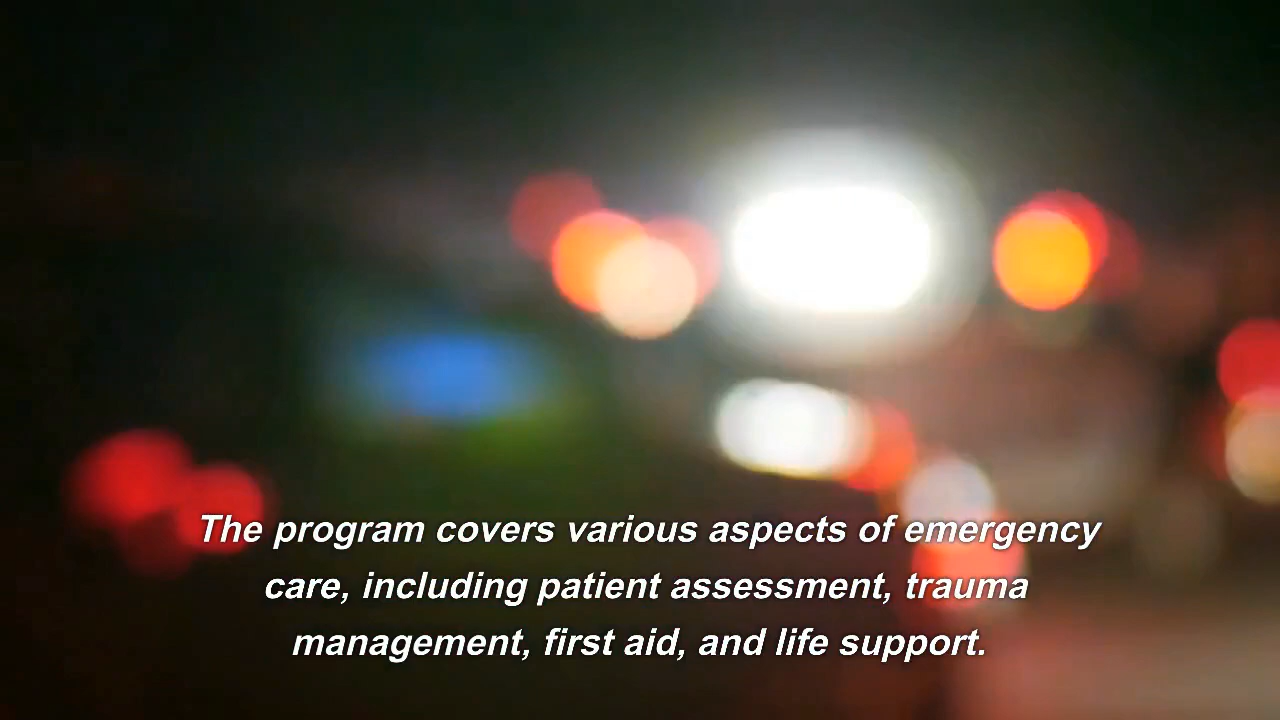 The program covers various aspects of emergency
care, including patient assessment, trauma
management, first aid, and life support.